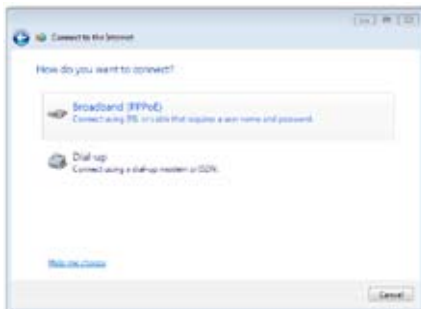 Connect to the Internet
How do you want to connect?
Broadband (PPPoE)
Connect using DSL or cable that requires a user name and password.
Dial-up
Connect using a dial-up modem or ISDN.
Help me choose
Cancel